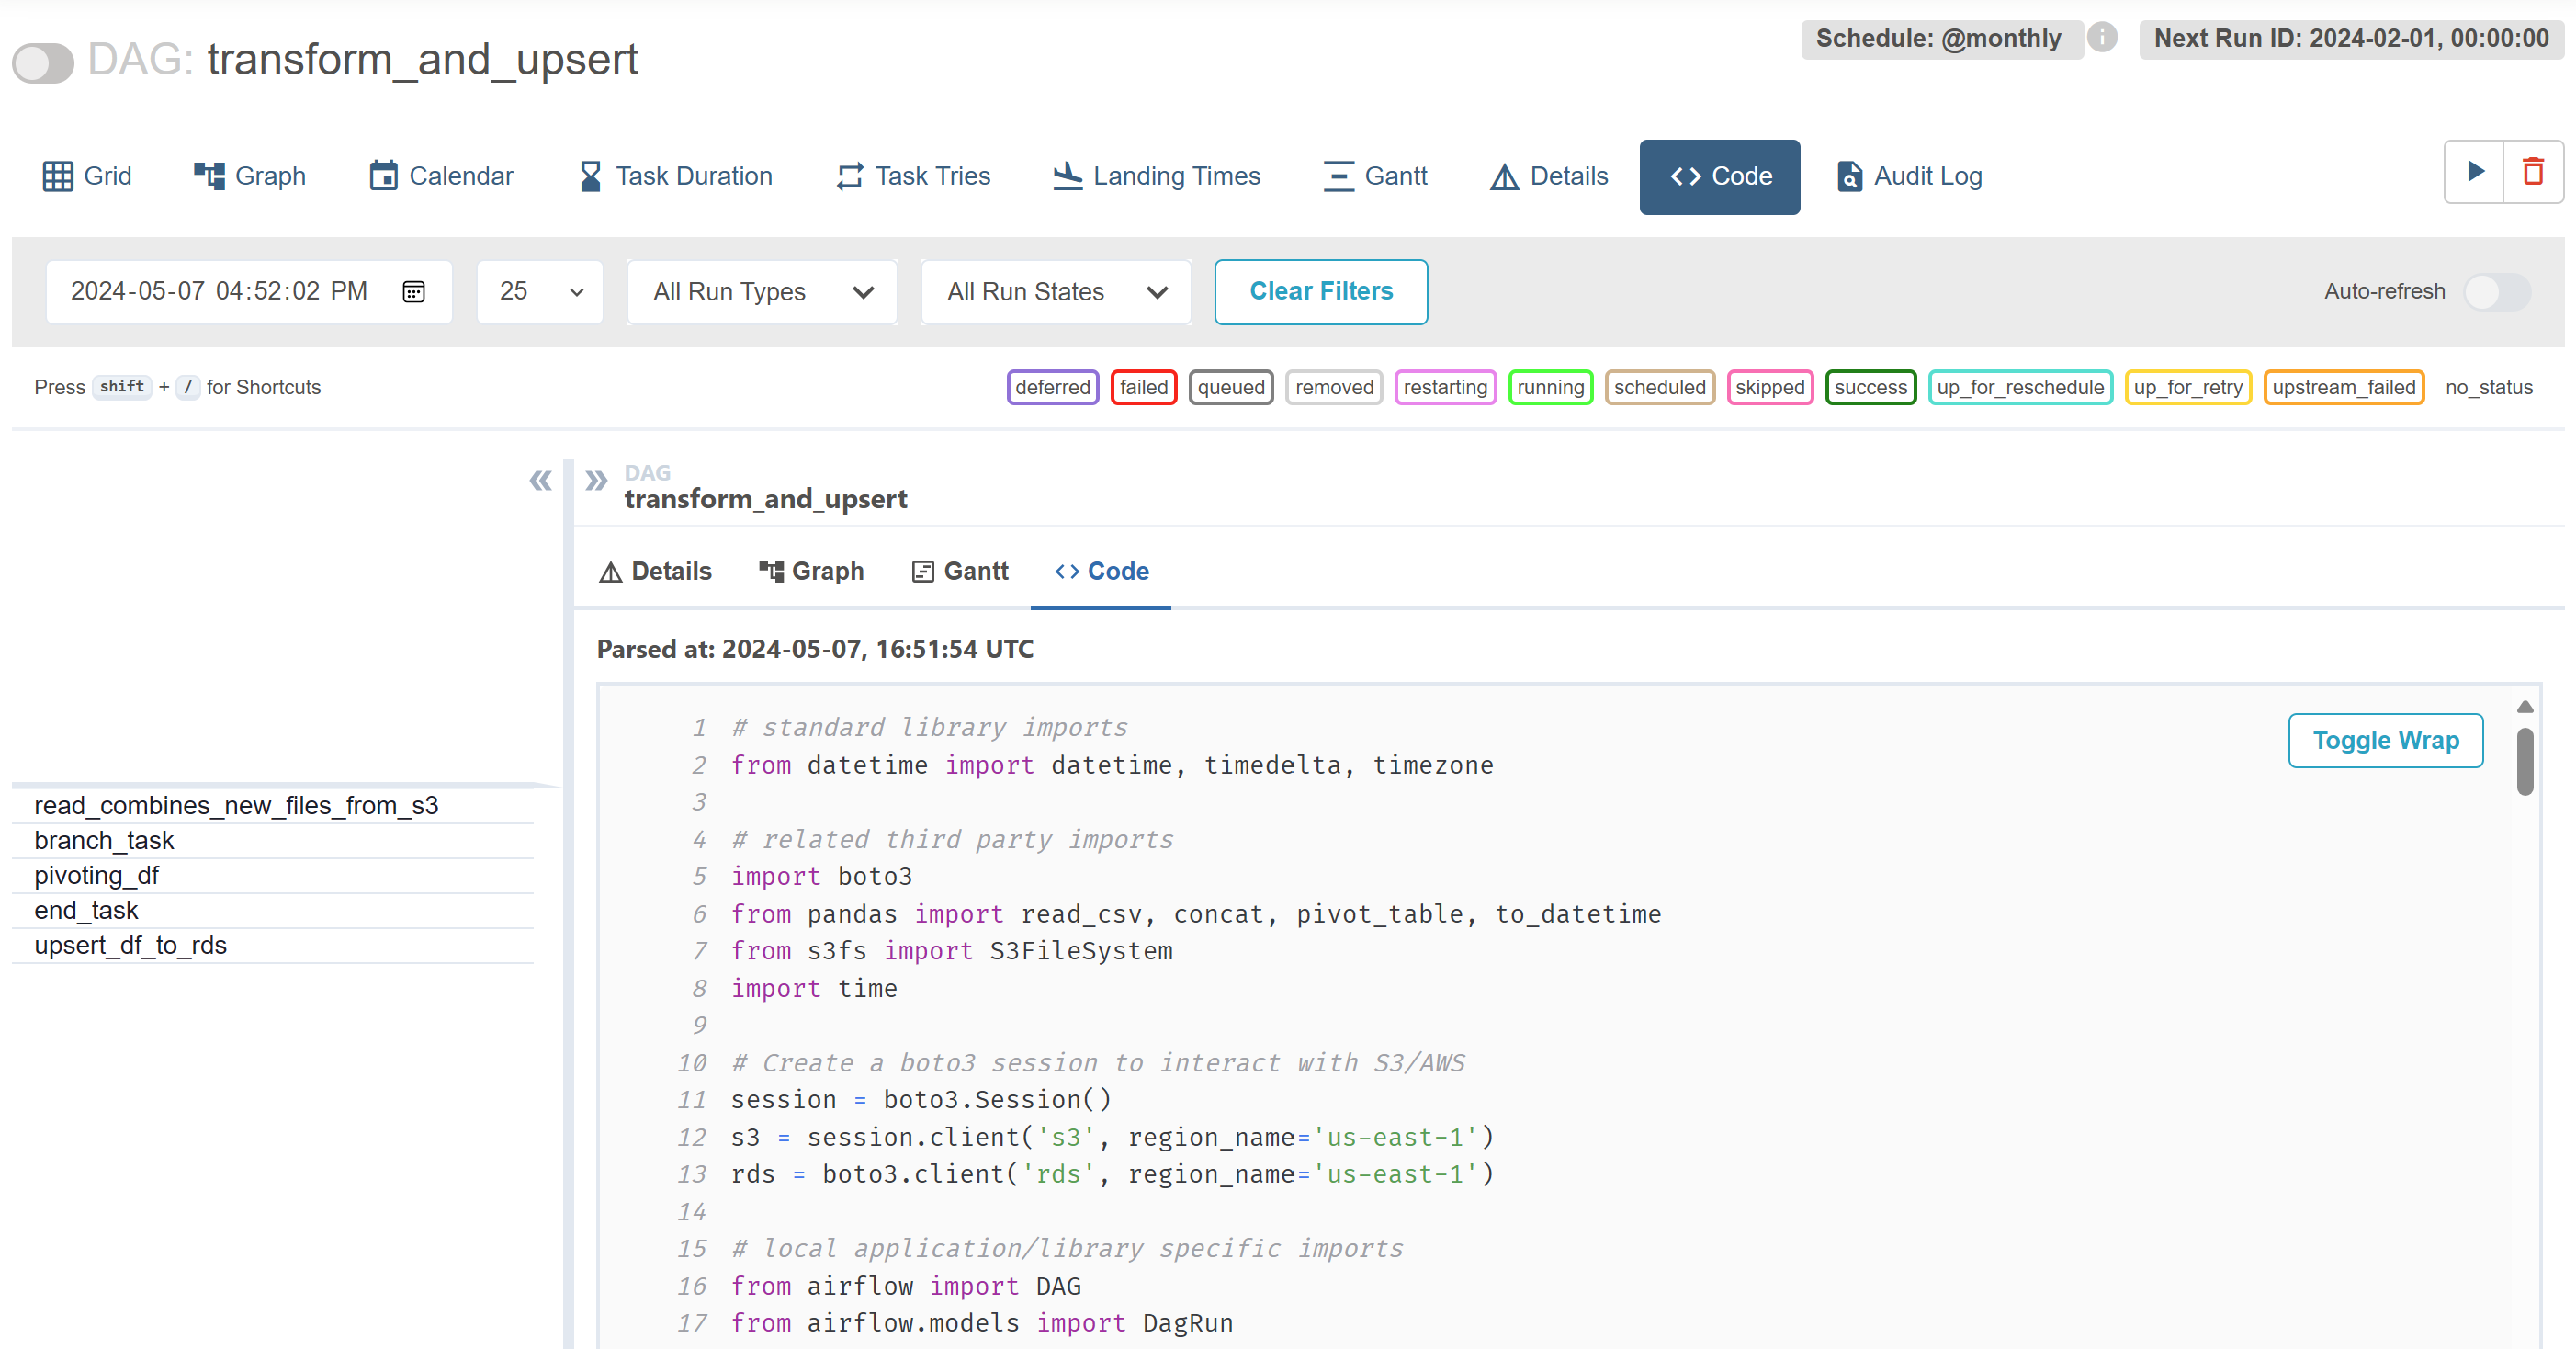 DAG: transform_and_upsert
Schedule: @monthly
Next Run ID: 2024-02-01, 00:00:00
Grid
Graph
Calendar
Task Duration
Task Tries
Landing Times
Gantt
Details
Code
Audit Log
2024-05-07 04:52:02 PM
25
All Run Types
All Run States
Clear Filters
Auto-refresh
Press shift + / for Shortcuts
deferred
failed
queued
removed
restarting
running
scheduled
skipped
success
up_for_reschedule
up_for_retry
upstream_failed
no_status
read_combines_new_files_from_s3
branch_task
pivoting_df
end_task
upsert_df_to_rds
DAG
transform_and_upsert
Details
Graph
Gantt
Code
Parsed at: 2024-05-07, 16:51:54 UTC
Toggle Wrap
1 # standard library imports
2 from datetime import datetime, timedelta, timezone
3
4 # related third party imports
5 import boto3
6 from pandas import read_csv, concat, pivot_table, to_datetime
7 from s3fs import S3FileSystem
8 import time
9
10 # Create a boto3 session to interact with S3/AWS
11 session = boto3.Session()
12 s3 = session.client('s3', region_name='us-east-1')
13 rds = boto3.client('rds', region_name='us-east-1')
14
15 # local application/library specific imports
16 from airflow import DAG
17 from airflow.models import DagRun